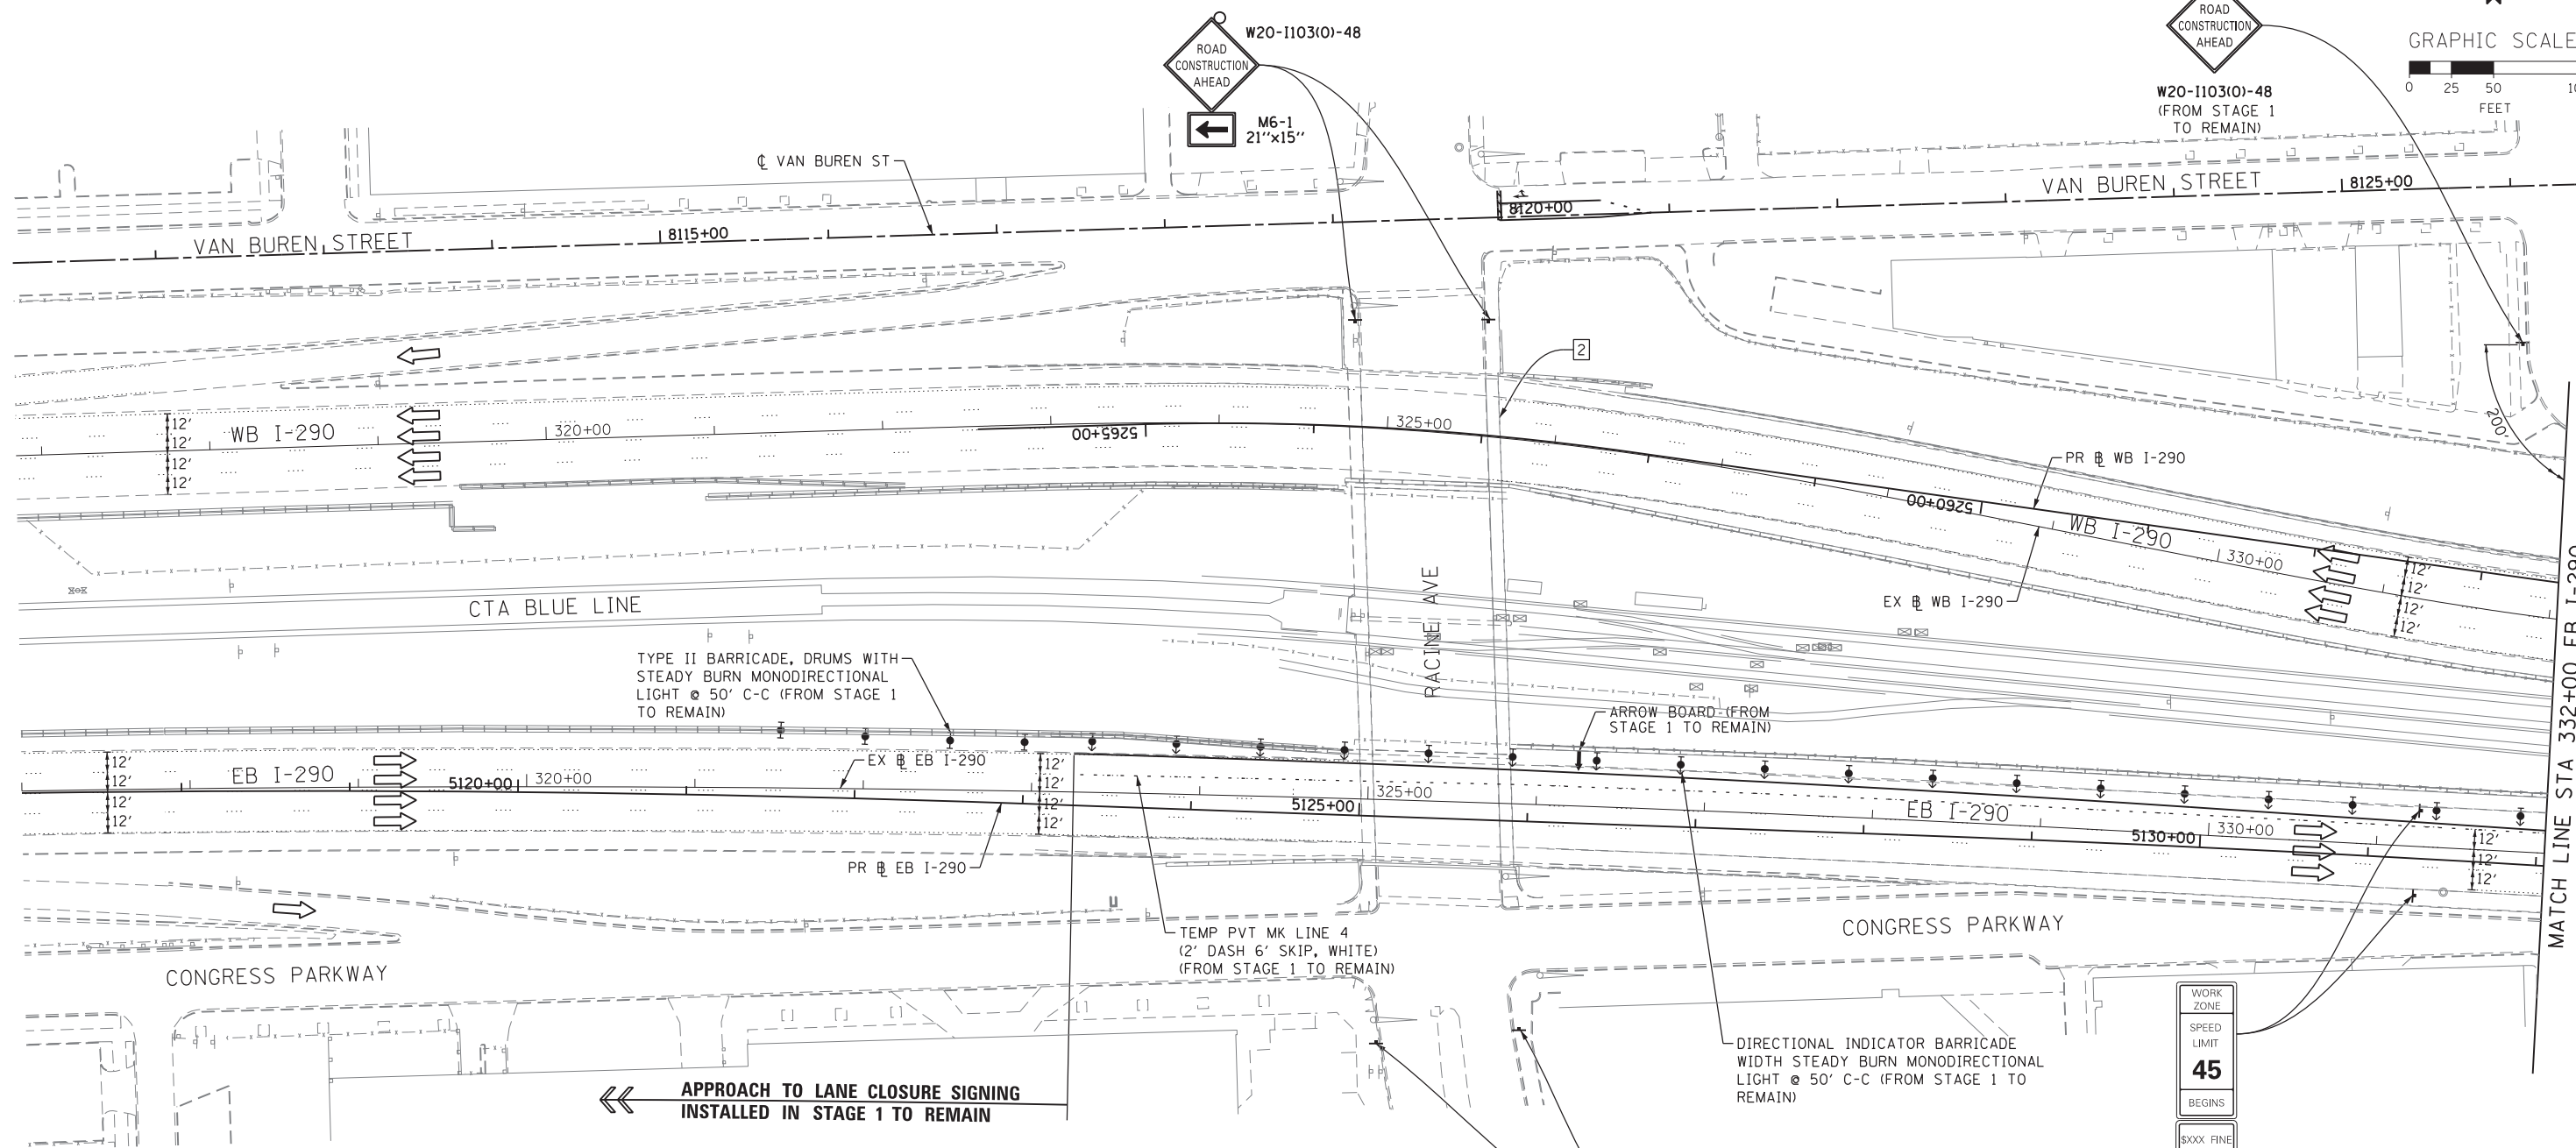 ROAD
CONSTRUCTION
AHEAD
W20-I103(0)-48
M6-1
21''x15''
ROAD
CONSTRUCTION
AHEAD
W20-I103(0)-48
(FROM STAGE 1
TO REMAIN)
GRAPHIC SCALE
0 25 50
FEET
℄ VAN BUREN ST
VAN BUREN STREET
8115+00
8120+00
VAN BUREN STREET
8125+00
2
200'
12'
12'
12'
12'
WB I-290
320+00
5265+00
325+00
PR ⅊ WB I-290
5260+00
WB I-290
330+00
EX ⅊ WB I-290
12'
12'
12'
12'
CTA BLUE LINE
RACINE AVE
TYPE II BARRICADE, DRUMS WITH
STEADY BURN MONODIRECTIONAL
LIGHT @ 50' C-C (FROM STAGE 1
TO REMAIN)
ARROW BOARD (FROM
STAGE 1 TO REMAIN)
12'
12'
12'
12'
EB I-290
5120+00
320+00
EX ⅊ EB I-290
12'
12'
12'
12'
5125+00
325+00
EB I-290
5130+00
330+00
12'
12'
12'
PR ⅊ EB I-290
MATCH LINE STA 332+00 EB I-290
TEMP PVT MK LINE 4
(2' DASH 6' SKIP, WHITE)
(FROM STAGE 1 TO REMAIN)
CONGRESS PARKWAY
CONGRESS PARKWAY
DIRECTIONAL INDICATOR BARRICADE
WIDTH STEADY BURN MONODIRECTIONAL
LIGHT @ 50' C-C (FROM STAGE 1 TO
REMAIN)
APPROACH TO LANE CLOSURE SIGNING
INSTALLED IN STAGE 1 TO REMAIN
WORK
ZONE
SPEED
LIMIT
45
BEGINS
$XXX FINE